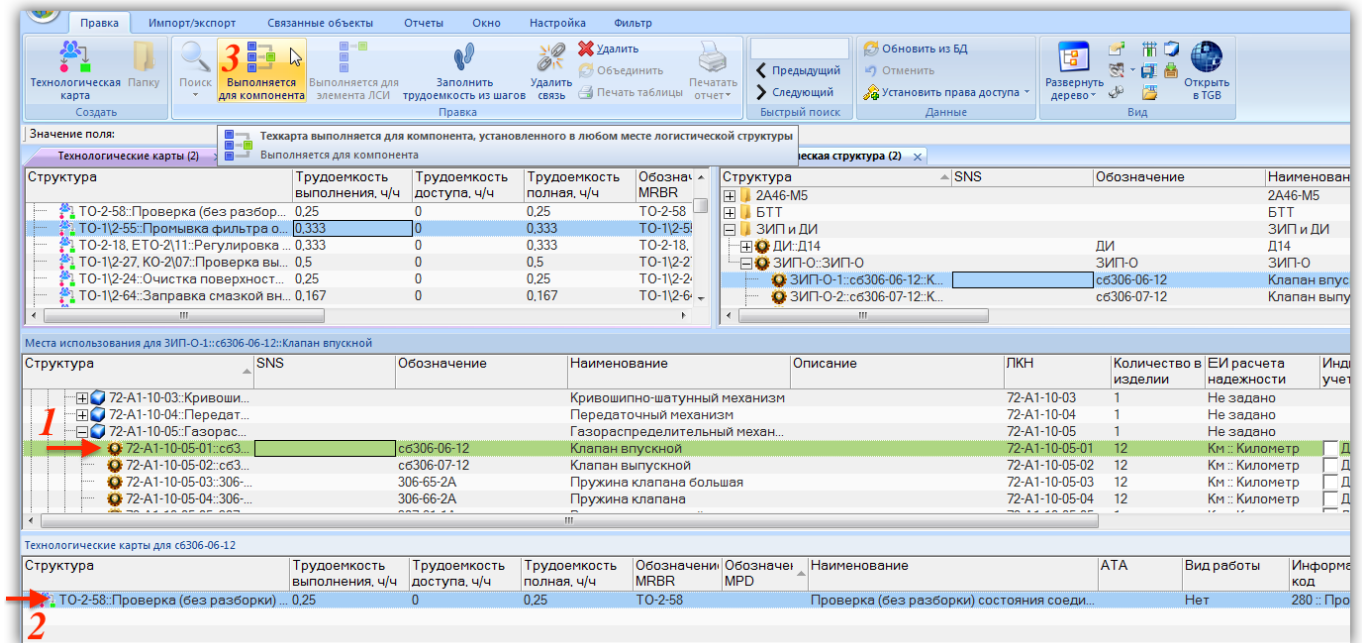 Правка Импорт/экспорт Связанные объекты Отчеты Окно Настройка Фильтр
3
Технологическая карта
Папку
Создать
Поиск
Выполняется для компонента
Выполняется для элемента ЛСИ
Заполнить трудоемкость из шагов
Удалить связь
Удалить
Объединить
Печать таблицы
Печатать отчет
Правка
Предыдущий
Следующий
Быстрый поиск
Обновить из БД
Отменить
Установить права доступа
Данные
Развернуть дерево
Открыть в TGB
Вид
Значение поля:
Техкарта выполняется для компонента, установленного в любом месте логистической структуры
Выполняется для компонента
Технологические карты (2)
ческая структура (2)
Структура Трудоемкость выполнения, ч/ч Трудоемкость доступа, ч/ч Трудоемкость полная, ч/ч Обознач MRBR
ТО-2-58::Проверка (без разбор... 0,25 0 0,25 ТО-2-58
ТО-1\2-55::Промывка фильтра о... 0,333 0 0,333 ТО-1\2-5
ТО-2-18, ЕТО-2\11::Регулировка ... 0,333 0 0,333 ТО-2-18,
ТО-1\2-27, КО-2\07::Проверка вы... 0,5 0 0,5 ТО-1\2-2
ТО-1\2-24::Очистка поверхност... 0,25 0 0,25 ТО-1\2-2
ТО-1\2-64::Заправка смазкой вн... 0,167 0 0,167 ТО-1\2-6
Структура SNS Обозначение Наименован
2А46-М5 2А46-М5
БТТ БТТ
ЗИП и ДИ ЗИП и ДИ
ДИ::Д14 ДИ Д14
ЗИП-О::ЗИП-О ЗИП-О ЗИП-О
ЗИП-О-1::сб306-06-12::К... сб306-06-12 Клапан впус
ЗИП-О-2::сб306-07-12::К... сб306-07-12 Клапан выпу
Места использования для ЗИП-О-1::сб306-06-12::Клапан впускной
Структура SNS Обозначение Наименование Описание ЛКН Количество в изделии ЕИ расчета надежности Инд учет
72-А1-10-03::Кривоши... Кривошипно-шатунный механизм 72-А1-10-03 1 Не задано
72-А1-10-04::Передат... Передаточный механизм 72-А1-10-04 1 Не задано
1
72-А1-10-05::Газорас... Газораспределительный механ... 72-А1-10-05 1 Не задано
72-А1-10-05-01::сб3... сб306-06-12 Клапан впускной 72-А1-10-05-01 12 Км :: Километр Д
72-А1-10-05-02::сб3... сб306-07-12 Клапан выпускной 72-А1-10-05-02 12 Км :: Километр Д
72-А1-10-05-03::306-... 306-65-2А Пружина клапана большая 72-А1-10-05-03 12 Км :: Километр Д
72-А1-10-05-04::306-... 306-66-2А Пружина клапана 72-А1-10-05-04 12 Км :: Километр Д
Технологические карты для сб306-06-12
Структура Трудоемкость выполнения, ч/ч Трудоемкость доступа, ч/ч Трудоемкость полная, ч/ч Обозначени MRBR Обозначен MPD Наименование АТА Вид работы Информа код
ТО-2-58::Проверка (без разборки) ... 0,25 0 0,25 ТО-2-58 Проверка (без разборки) состояния соеди... Нет 280 :: Про
2